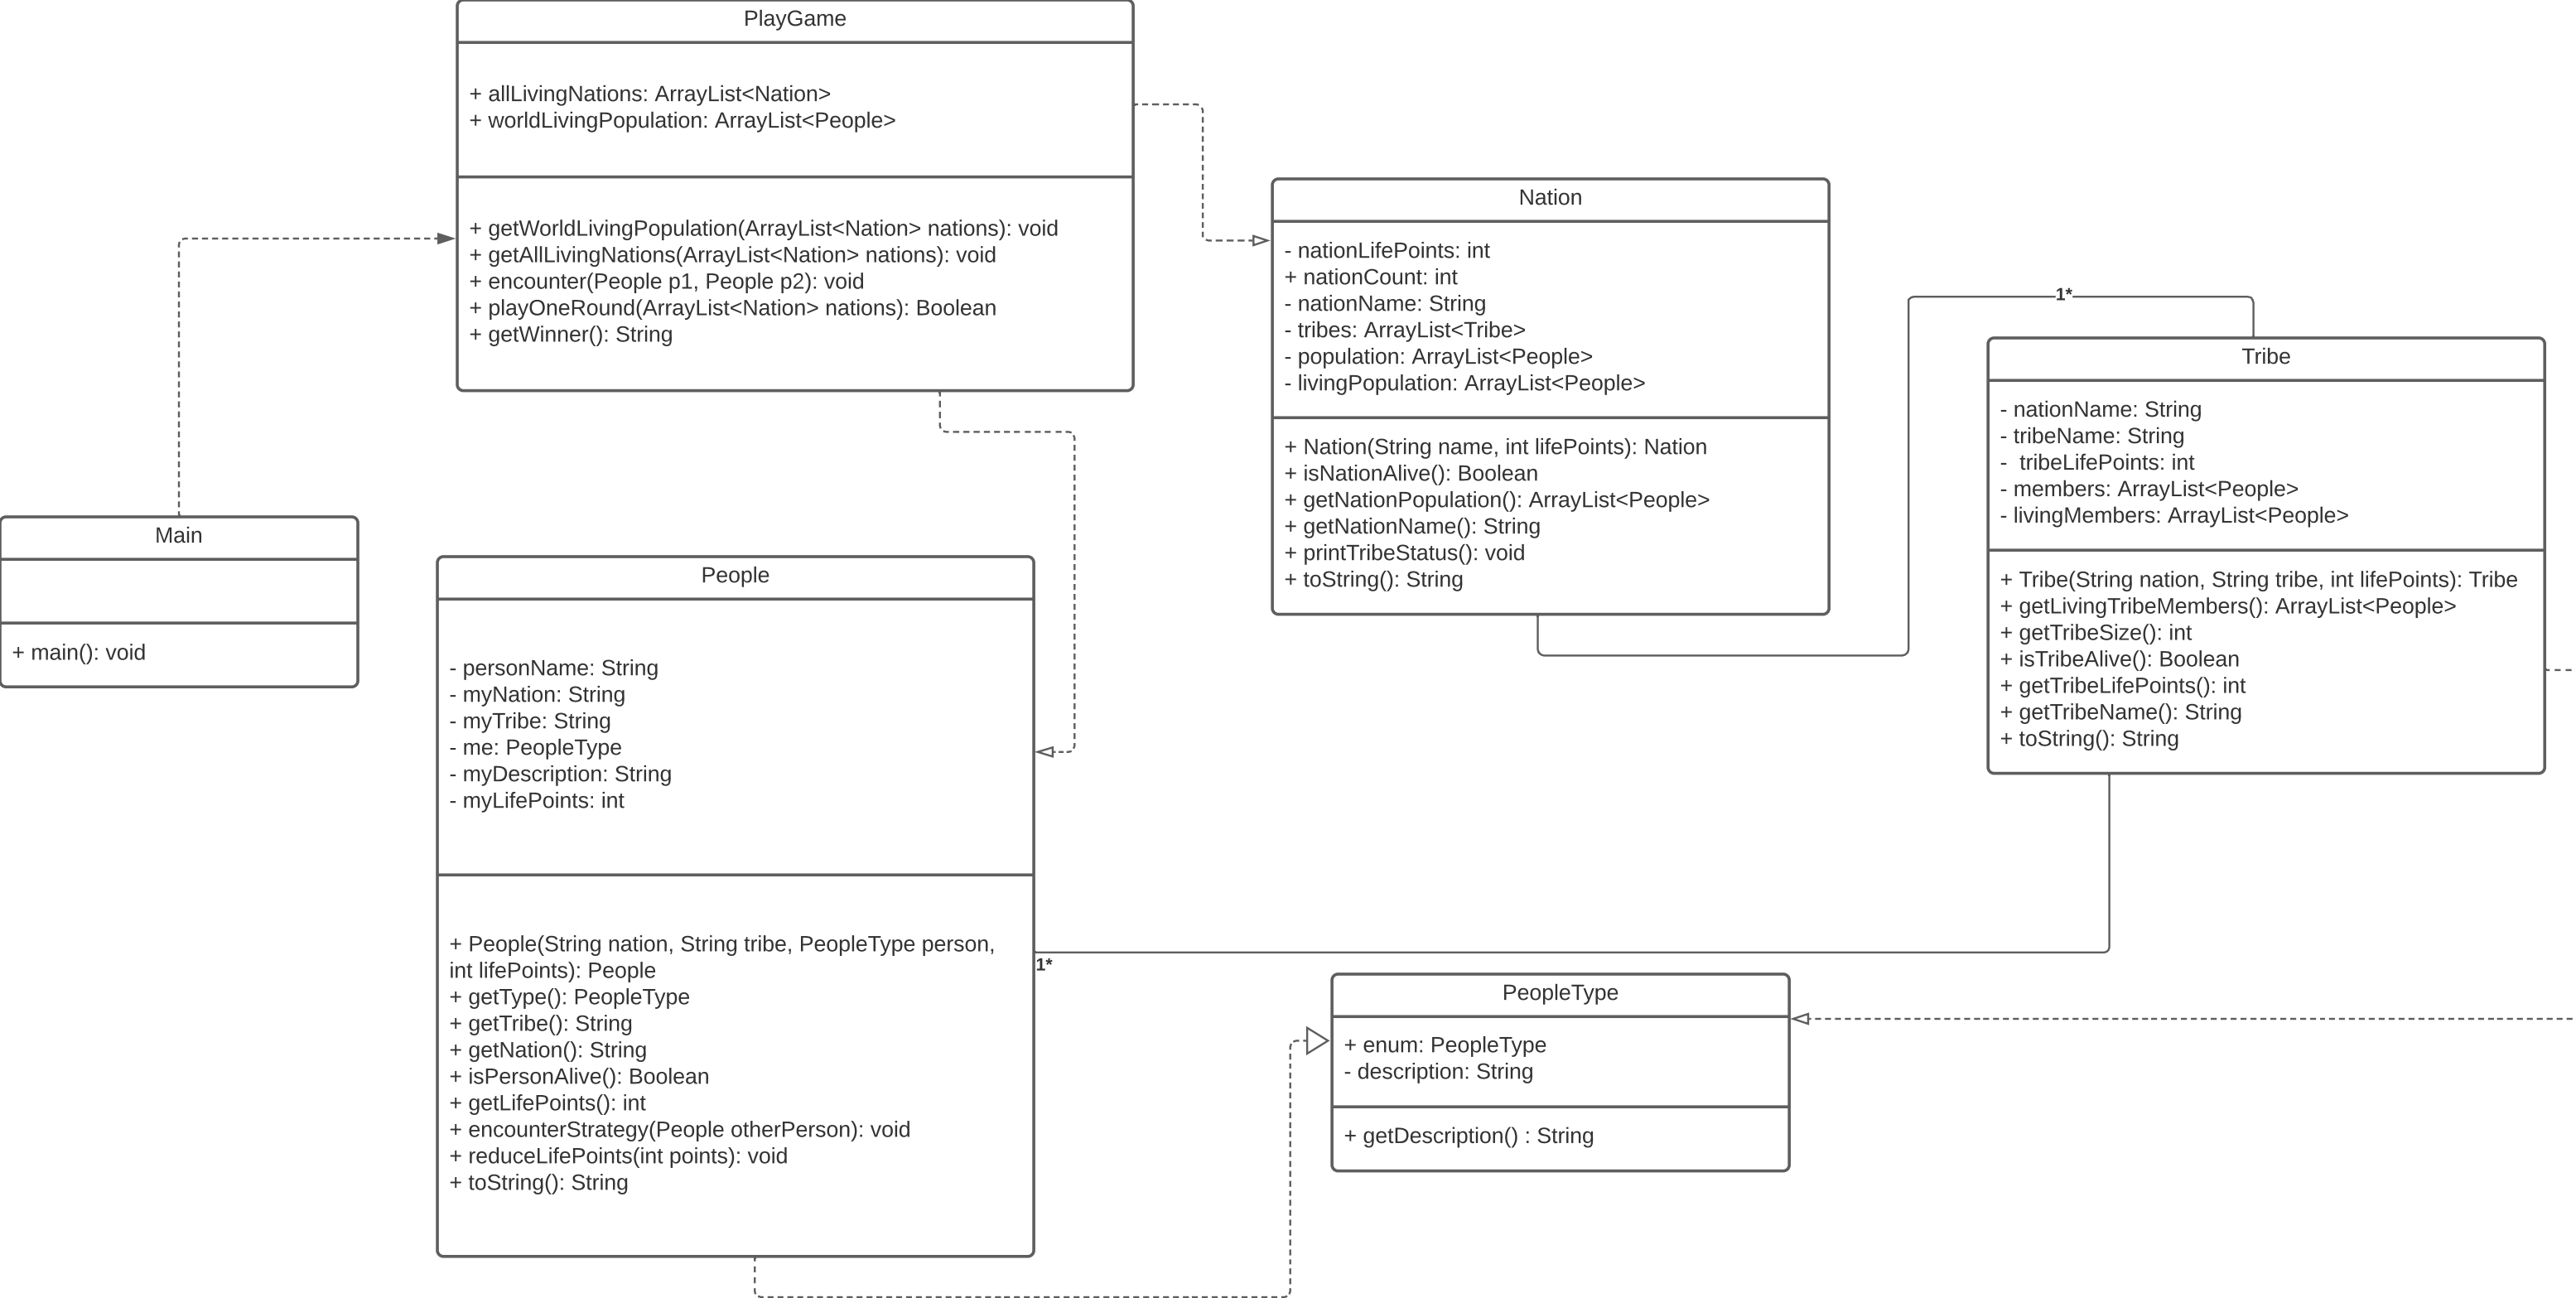 PlayGame
+ allLivingNations: ArrayList<Nation>
+ worldLivingPopulation: ArrayList<People>
+ getWorldLivingPopulation(ArrayList<Nation> nations): void
+ getAllLivingNations(ArrayList<Nation> nations): void
+ encounter(People p1, People p2): void
+ playOneRound(ArrayList<Nation> nations): Boolean
+ getWinner(): String
Nation
- nationLifePoints: int
+ nationCount: int
- nationName: String
- tribes: ArrayList<Tribe>
- population: ArrayList<People>
- livingPopulation: ArrayList<People>
+ Nation(String name, int lifePoints): Nation
+ isNationAlive(): Boolean
+ getNationPopulation(): ArrayList<People>
+ getNationName(): String
+ printTribeStatus(): void
+ toString(): String
1*
Tribe
- nationName: String
- tribeName: String
-  tribeLifePoints: int
- members: ArrayList<People>
- livingMembers: ArrayList<People>
+ Tribe(String nation, String tribe, int lifePoints): Tribe
+ getLivingTribeMembers(): ArrayList<People>
+ getTribeSize(): int
+ isTribeAlive(): Boolean
+ getTribeLifePoints(): int
+ getTribeName(): String
+ toString(): String
Main
+ main(): void
People
- personName: String
- myNation: String
- myTribe: String
- me: PeopleType
- myDescription: String
- myLifePoints: int
+ People(String nation, String tribe, PeopleType person,
int lifePoints): People
+ getType(): PeopleType
+ getTribe(): String
+ getNation(): String
+ isPersonAlive(): Boolean
+ getLifePoints(): int
+ encounterStrategy(People otherPerson): void
+ reduceLifePoints(int points): void
+ toString(): String
1*
PeopleType
+ enum: PeopleType
- description: String
+ getDescription() : String